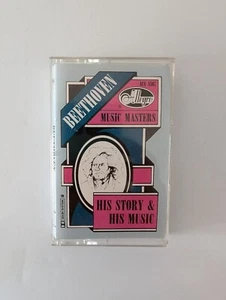 BEETHOVEN
Allegro
MUSIC MASTERS
HIS STORY &
HIS MUSIC